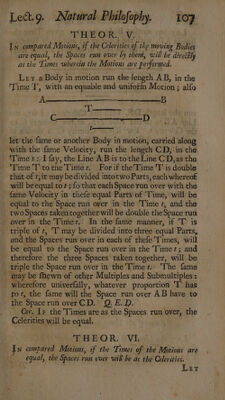 Lect. 9. Natural Philosophy. 107
THEOR. V.
IN compared Motions, if the Celerities of the moving Bodies
are equal, the Spaces run over by them, will be directly
as the Times wherein the Motions are performed.
LET a Body in motion run the length AB, in the
Time T, with an equable and uniform Motion; also
A B
T
C D
t
let the same or another Body in motion, carried along
with the same Velocity, run the length CD, in the
Time t: I say, the Line AB is to the Line CD, as the
Time T to the Time t. For if the Time T is double
that of t, it may be divided into two Parts, each whereof
will be equal to t; so that each Space run over with the
same Velocity in these equal Parts of Time, will be
equal to the Space run over in the Time t, and the
two Spaces taken together will be double the Space run
over in the Time t. In the same manner, if T is
triple of t, T may be divided into three equal Parts,
and the Spaces run over in each of these Times, will
be equal to the Space run over in the Time t; and
therefore the three Spaces taken together, will be
triple the Space run over in the Time t. The same
may be shewn of other Multiples and Submultiples:
wherefore universally, whatever proportion T has
to t, the same will the Space run over AB have to
the Space run over CD. Q. E. D.
Cor. If the Times are as the Spaces run over, the
Celerities will be equal.
THEOR. VI.
IN compared Motions, if the Times of the Motions are
equal, the Spaces run over will be as the Celerities.
LET